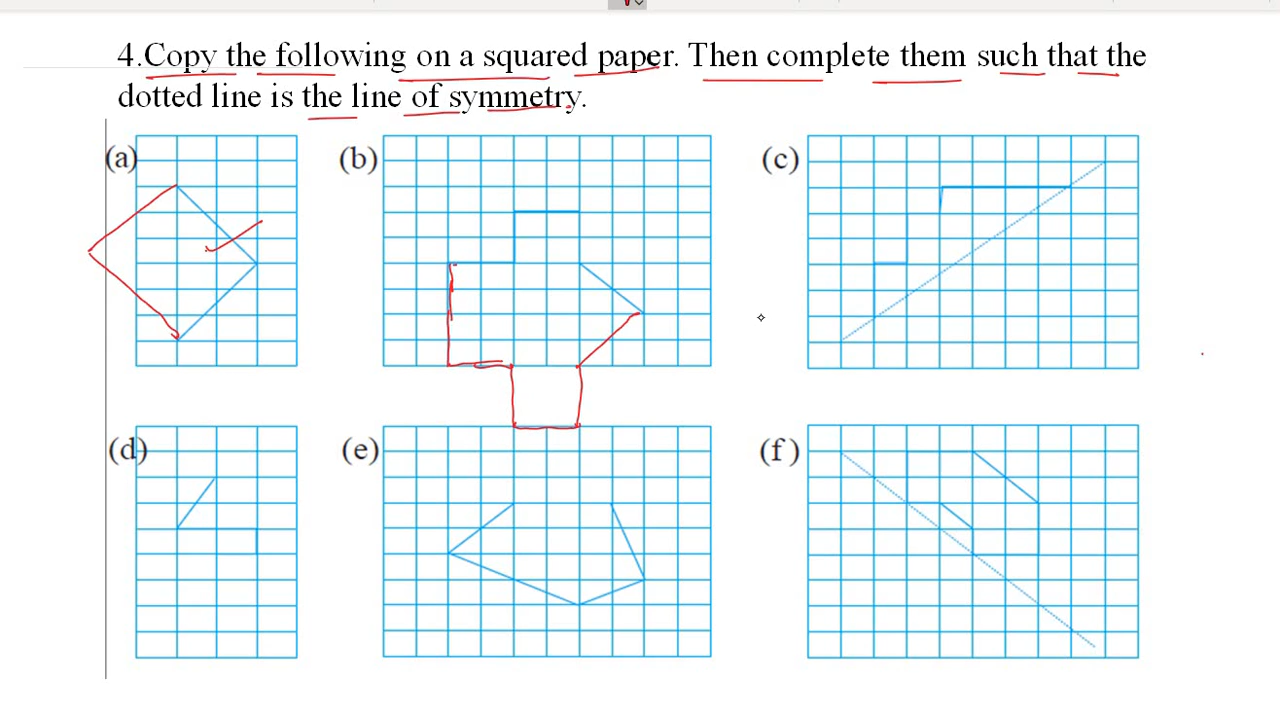 4.Copy the following on a squared paper. Then complete them such that the
dotted line is the line of symmetry.
(a) (b) (c)
(d) (e) (f)